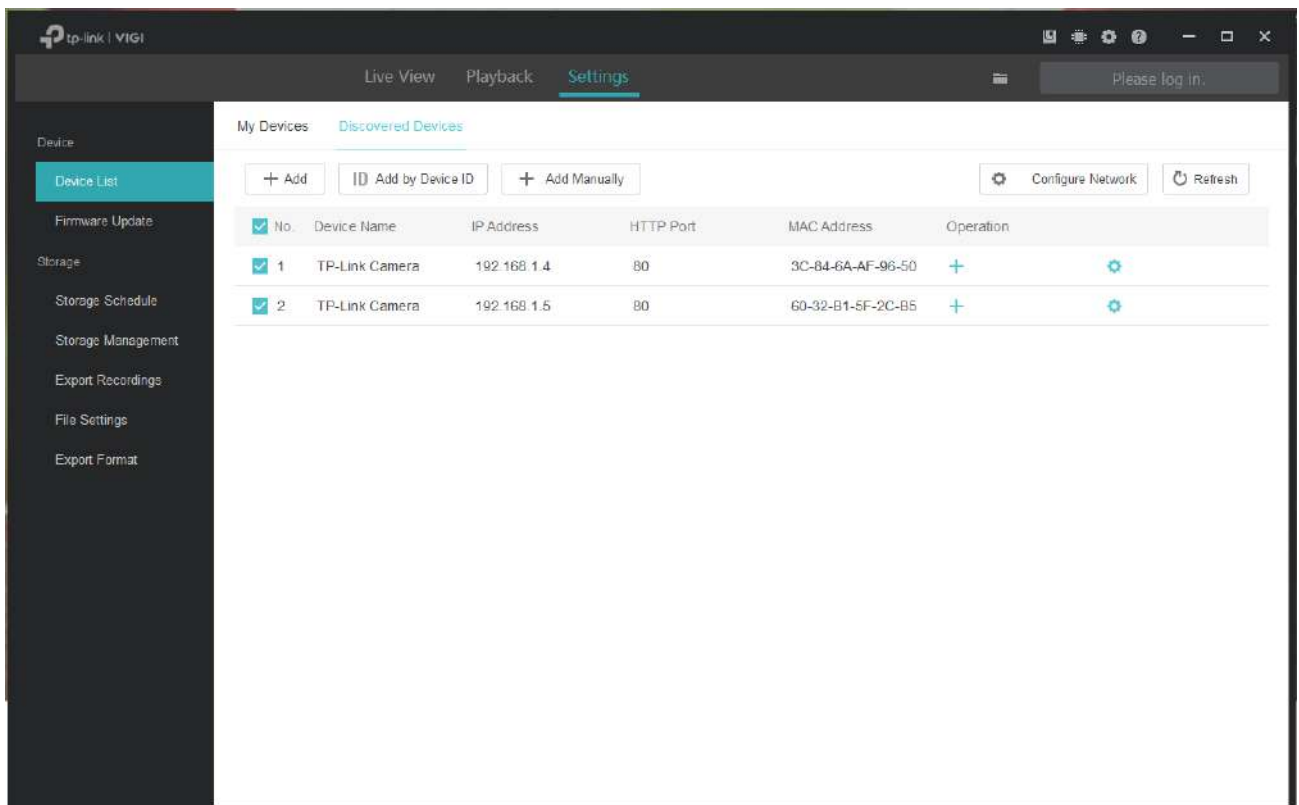 tp-link | VIGI
Live View Playback Settings Please log in.
My Devices Discovered Devices
Device
Device List
Firmware Update
Storage
Storage Schedule
Storage Management
Export Recordings
File Settings
Export Format
+ Add ID Add by Device ID + Add Manually Configure Network Refresh
No. Device Name IP Address HTTP Port MAC Address Operation
1 TP-Link Camera 192.168.1.4 80 3C-84-6A-AF-96-50 +
2 TP-Link Camera 192.168.1.5 80 60-32-B1-5F-2C-B5 +